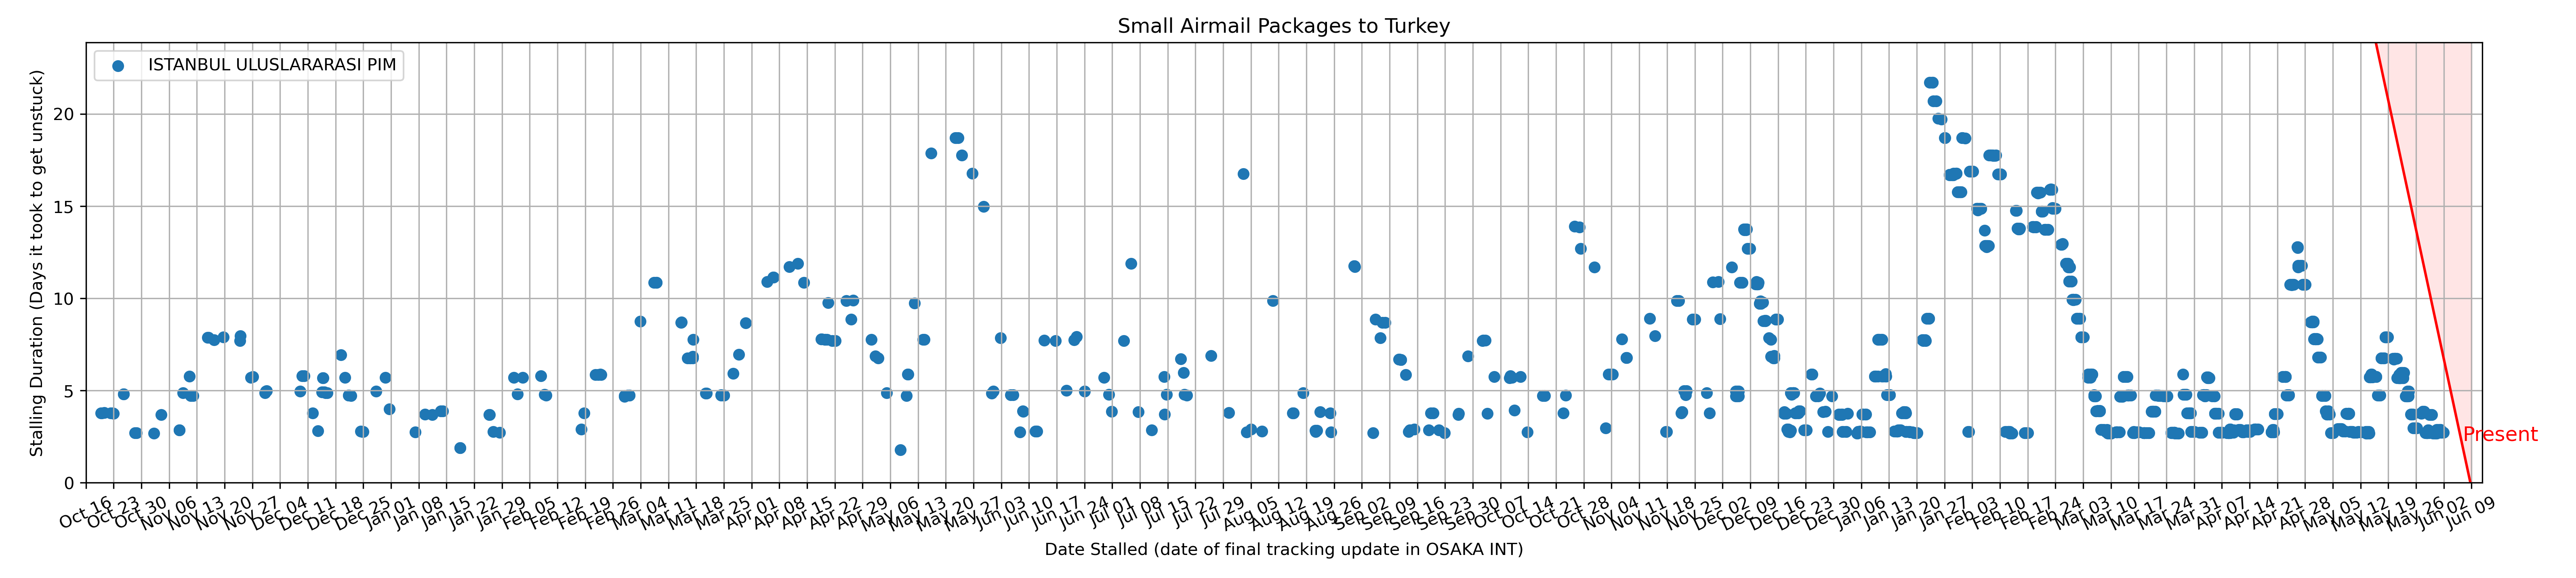 Small Airmail Packages to Turkey
ISTANBUL ULUSLARARASI PIM
Stalling Duration (Days it took to get unstuck)
20
15
10
5
0
Present
Oct 16
Oct 23
Oct 30
Nov 06
Nov 13
Nov 20
Nov 27
Dec 04
Dec 11
Dec 18
Dec 25
Jan 01
Jan 08
Jan 15
Jan 22
Jan 29
Feb 05
Feb 12
Feb 19
Feb 26
Mar 04
Mar 11
Mar 18
Mar 25
Apr 01
Apr 08
Apr 15
Apr 22
Apr 29
May 06
May 13
May 20
May 27
Jun 03
Jun 10
Jun 17
Jun 24
Jul 01
Jul 08
Jul 15
Jul 22
Jul 29
Aug 05
Aug 12
Aug 19
Aug 26
Sep 02
Sep 09
Sep 16
Sep 23
Sep 30
Oct 07
Oct 14
Oct 21
Oct 28
Nov 04
Nov 11
Nov 18
Nov 25
Dec 02
Dec 09
Dec 16
Dec 23
Dec 30
Jan 06
Jan 13
Jan 20
Jan 27
Feb 03
Feb 10
Feb 17
Feb 24
Mar 03
Mar 10
Mar 17
Mar 24
Mar 31
Apr 07
Apr 14
Apr 21
Apr 28
May 05
May 12
May 19
May 26
Jun 02
Jun 09
Date Stalled (date of final tracking update in OSAKA INT)